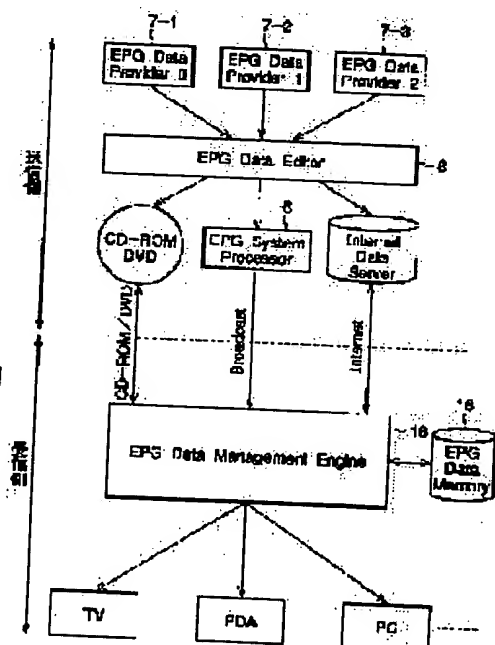 7-1
7-2
7-3
EPG Data
Provider 0
EPG Data
Provider 1
EPG Data
Provider 2
EPG Data Editor
CD-ROM
DVD
EPG System
Processor
Internet
Data
Server
CD-ROM/DVD
Broadcast
Internet
EPG Data Management Engine
16
EPG
Data
Memory
TV
PDA
PC